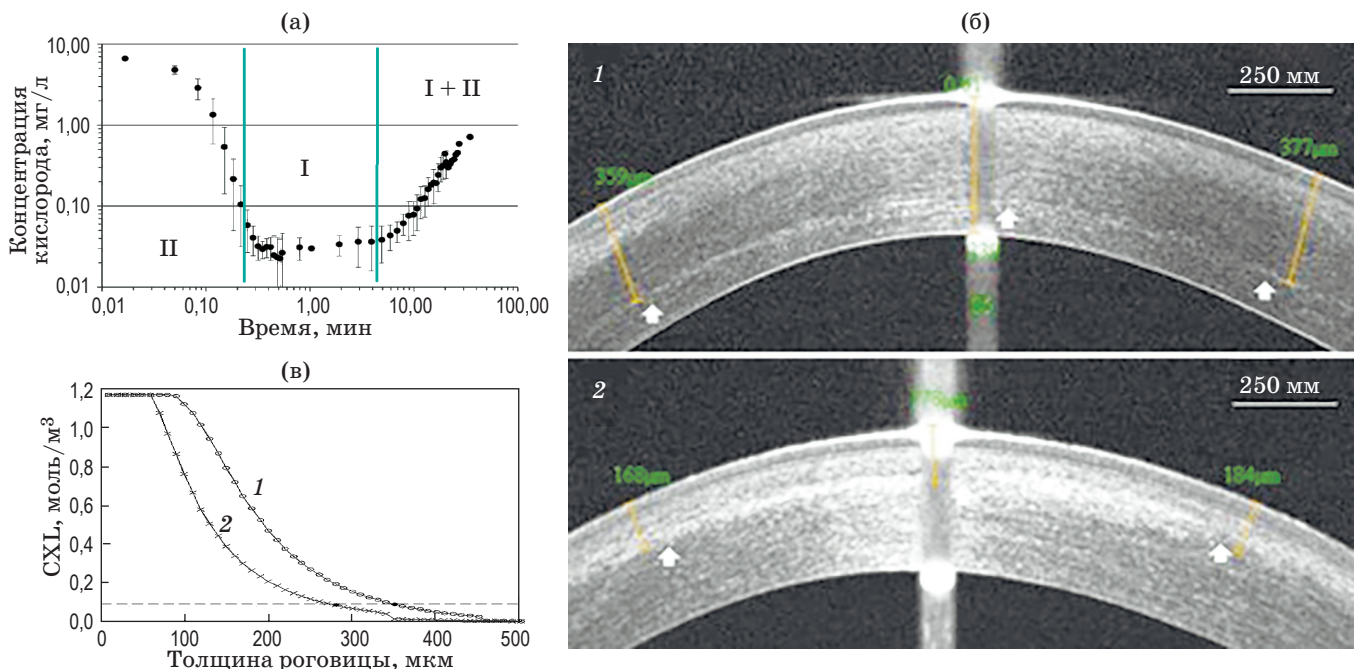 (а)
Концентрация
кислорода, мг/л
10,00
1,00
0,10
0,01
I + II
I
II
0,01
0,10
1,00
10,00
100,00
Время, мин
(б)
1
250 мм
359μm
377μm
2
250 мм
168μm
184μm
(в)
CXL, моль/м³
1,2
1,0
0,8
0,6
0,4
0,2
0,0
1
2
0
100
200
300
400
500
Толщина роговицы, мкм